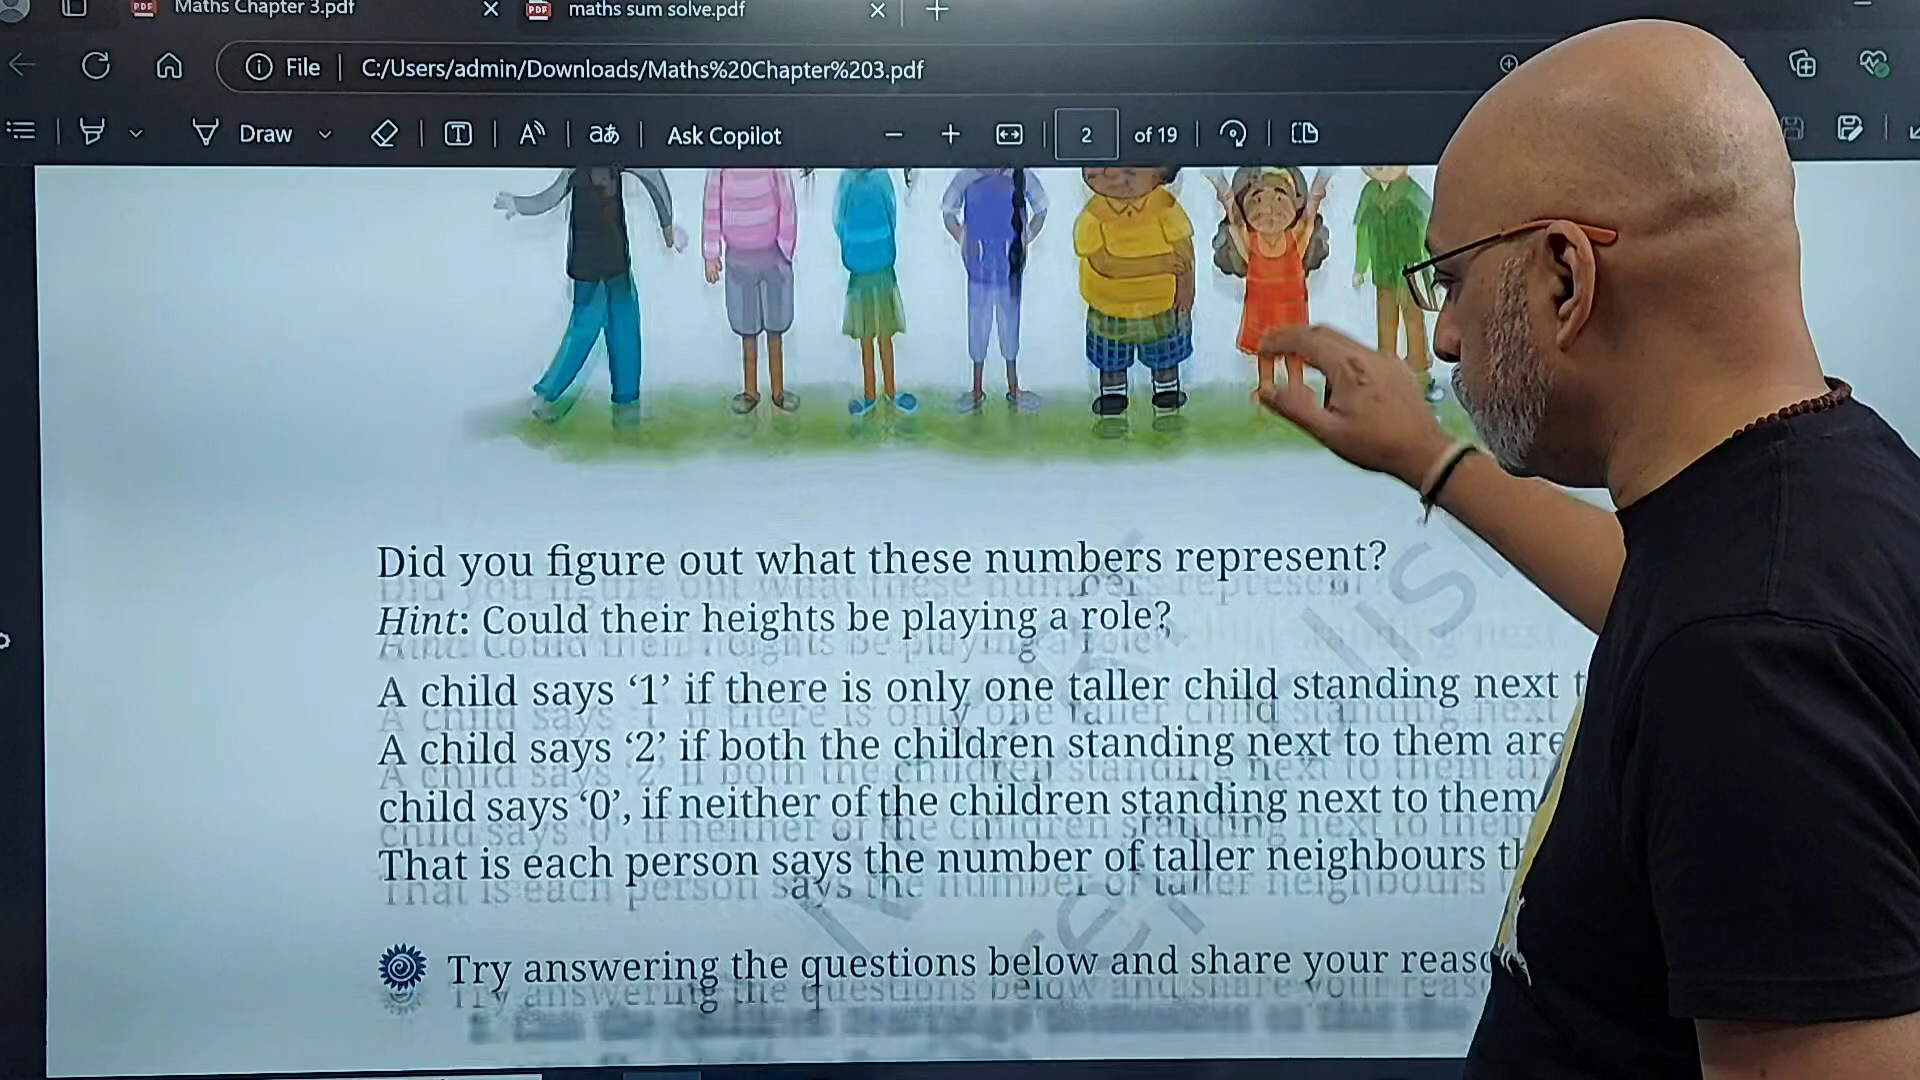 Maths Chapter 3.pdf
maths sum solve.pdf
File
C:/Users/admin/Downloads/Maths%20Chapter%203.pdf
Draw
aあ
Ask Copilot
2
of 19
Did you figure out what these numbers represent?
Hint: Could their heights be playing a role?
A child says ‘1’ if there is only one taller child standing next
A child says ‘2’ if both the children standing next to them are
child says ‘0’, if neither of the children standing next to them
That is each person says the number of taller neighbours
Try answering the questions below and share your